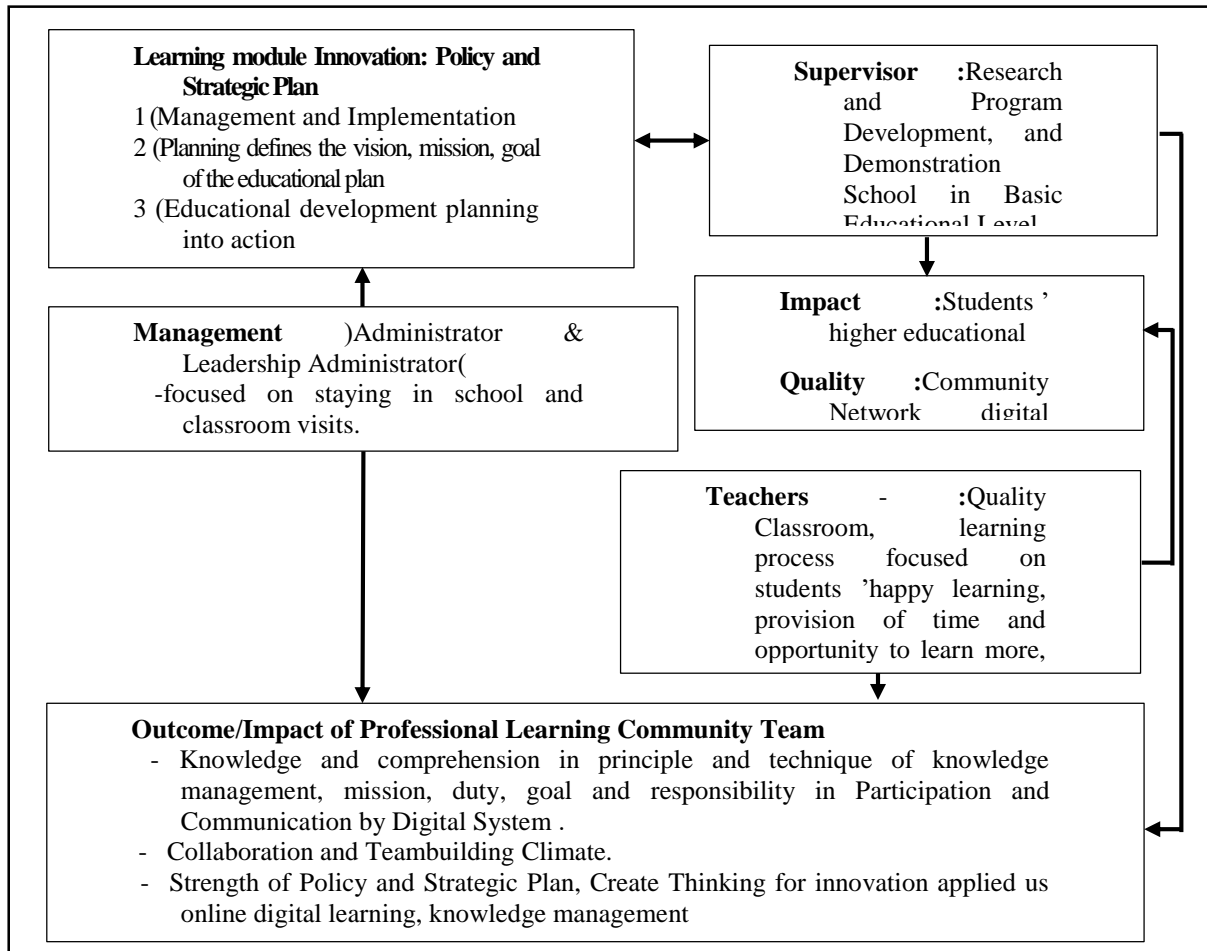 Learning module Innovation: Policy and
Strategic Plan
1 (Management and Implementation
2 (Planning defines the vision, mission, goal
of the educational plan
3 (Educational development planning
into action
Supervisor :Research
and Program
Development, and
Demonstration
School in Basic
Educational Level
Management )Administrator &
Leadership Administrator(
-focused on staying in school and
classroom visits.
Impact :Students ’
higher educational
Quality :Community
Network digital
Teachers - :Quality
Classroom, learning
process focused on
students ’happy learning,
provision of time and
opportunity to learn more,
Outcome/Impact of Professional Learning Community Team
- Knowledge and comprehension in principle and technique of knowledge
management, mission, duty, goal and responsibility in Participation and
Communication by Digital System .
- Collaboration and Teambuilding Climate.
- Strength of Policy and Strategic Plan, Create Thinking for innovation applied us
online digital learning, knowledge management